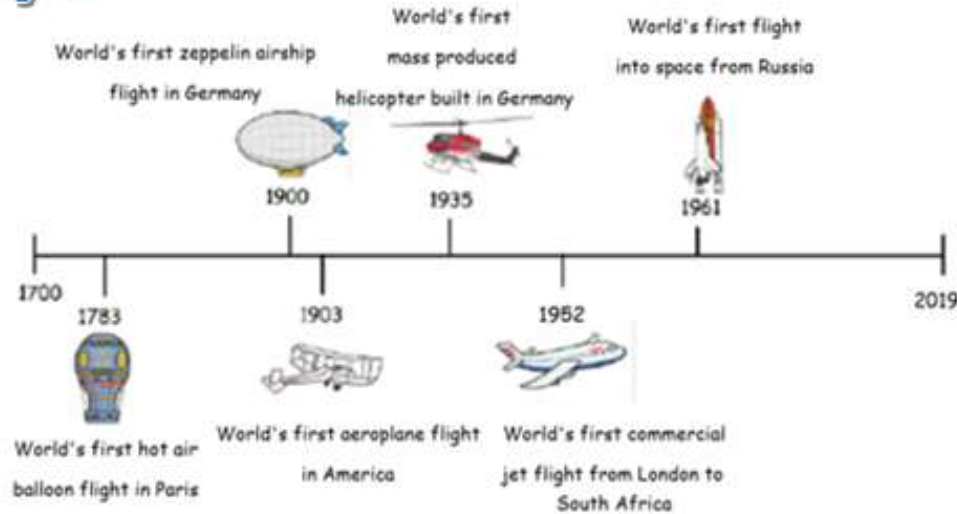 World's first zeppelin airship
flight in Germany
1900
World's first
mass produced
helicopter built in Germany
1935
World's first flight
into space from Russia
1961
1700
2019
1783
World's first hot air
balloon flight in Paris
1903
World's first aeroplane flight
in America
1952
World's first commercial
jet flight from London to
South Africa